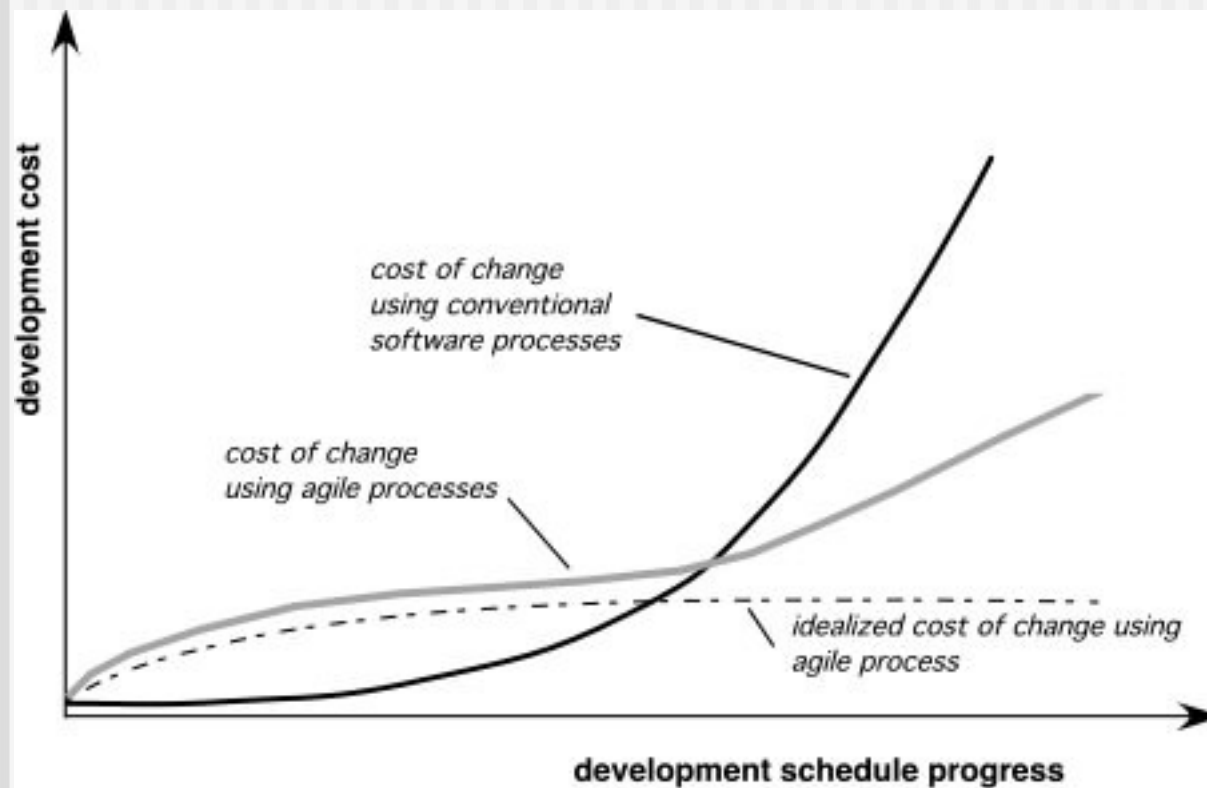 development cost
cost of change
using conventional
software processes
cost of change
using agile processes
idealized cost of change using
agile process
development schedule progress